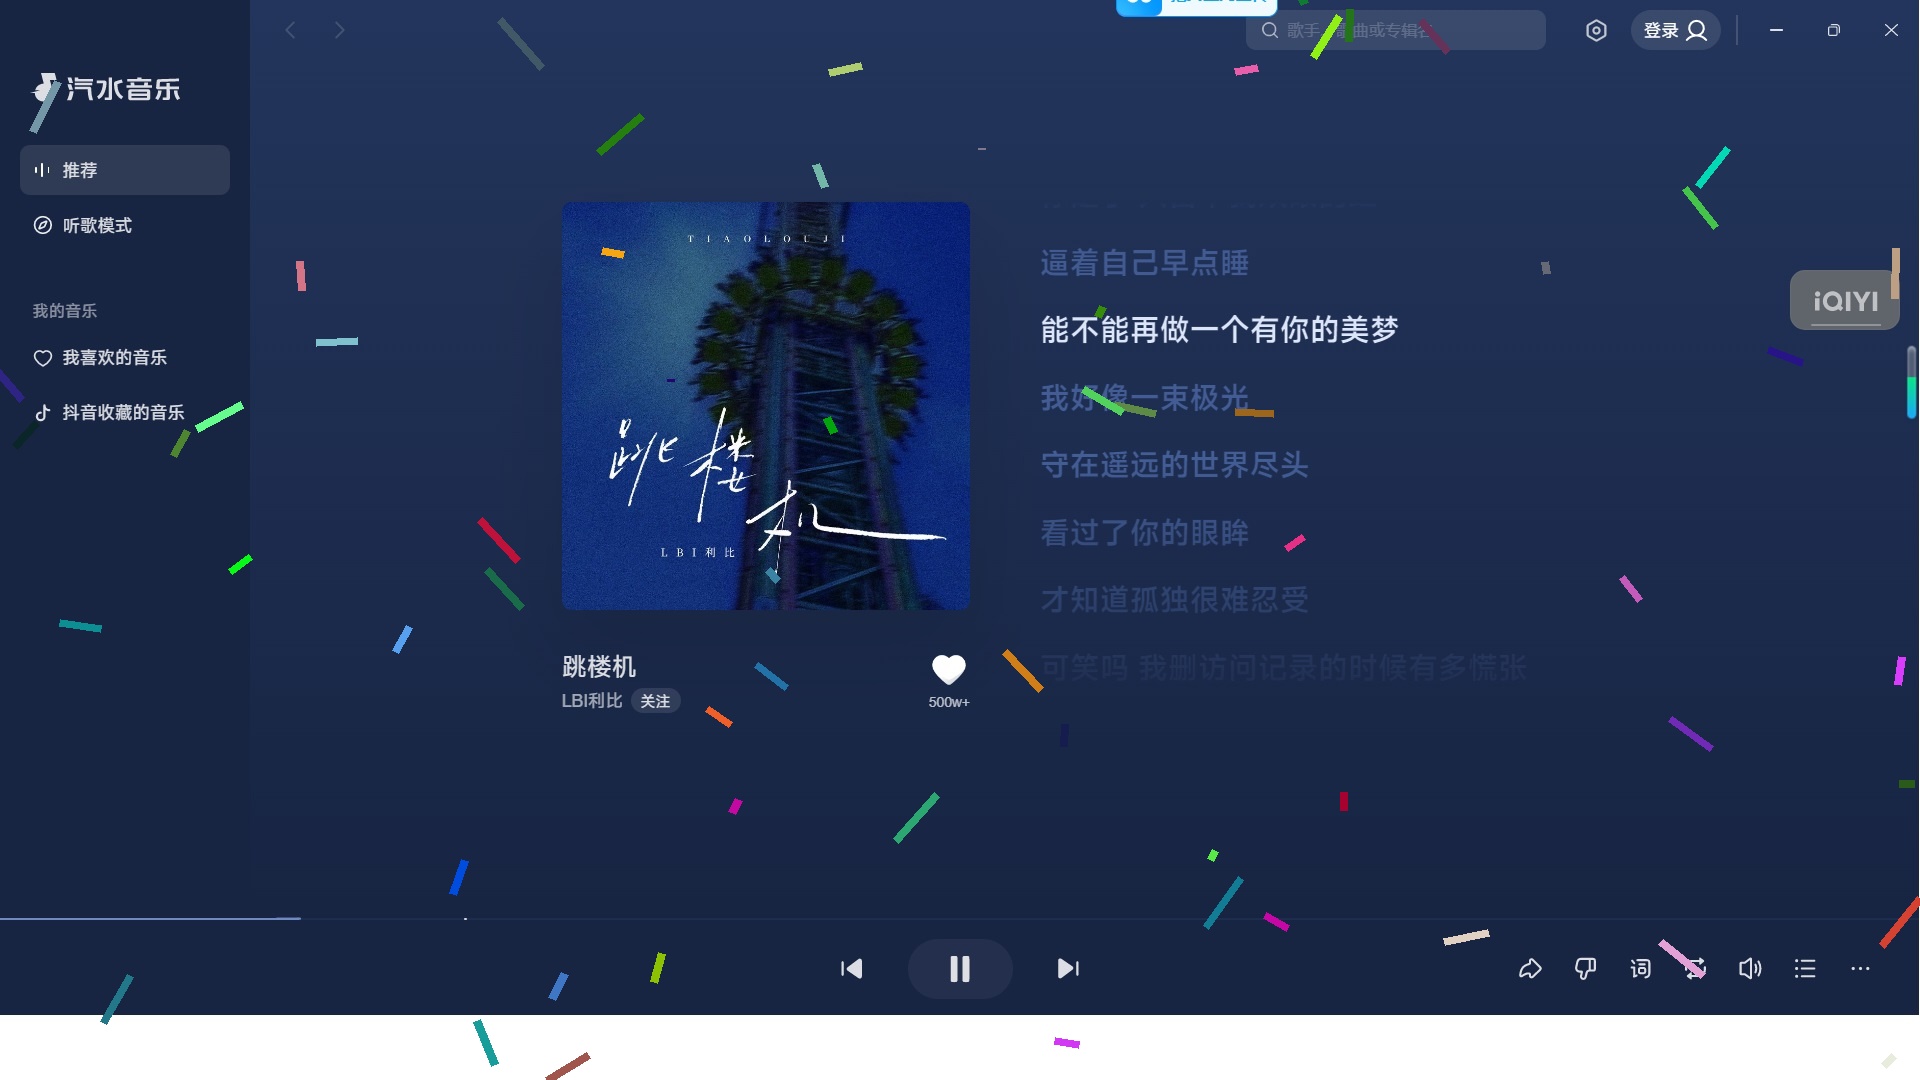 歌手、歌曲或专辑名
登录
汽水音乐
推荐
听歌模式
我的音乐
我喜欢的音乐
抖音收藏的音乐
TIAOLOUJI
跳楼机
LBI利比
逼着自己早点睡
能不能再做一个有你的美梦
我好像一束极光
守在遥远的世界尽头
看过了你的眼眸
才知道孤独很难忍受
可笑吗 我删访问记录的时候有多慌张
iQIYI
跳楼机
LBI利比
关注
500w+
词